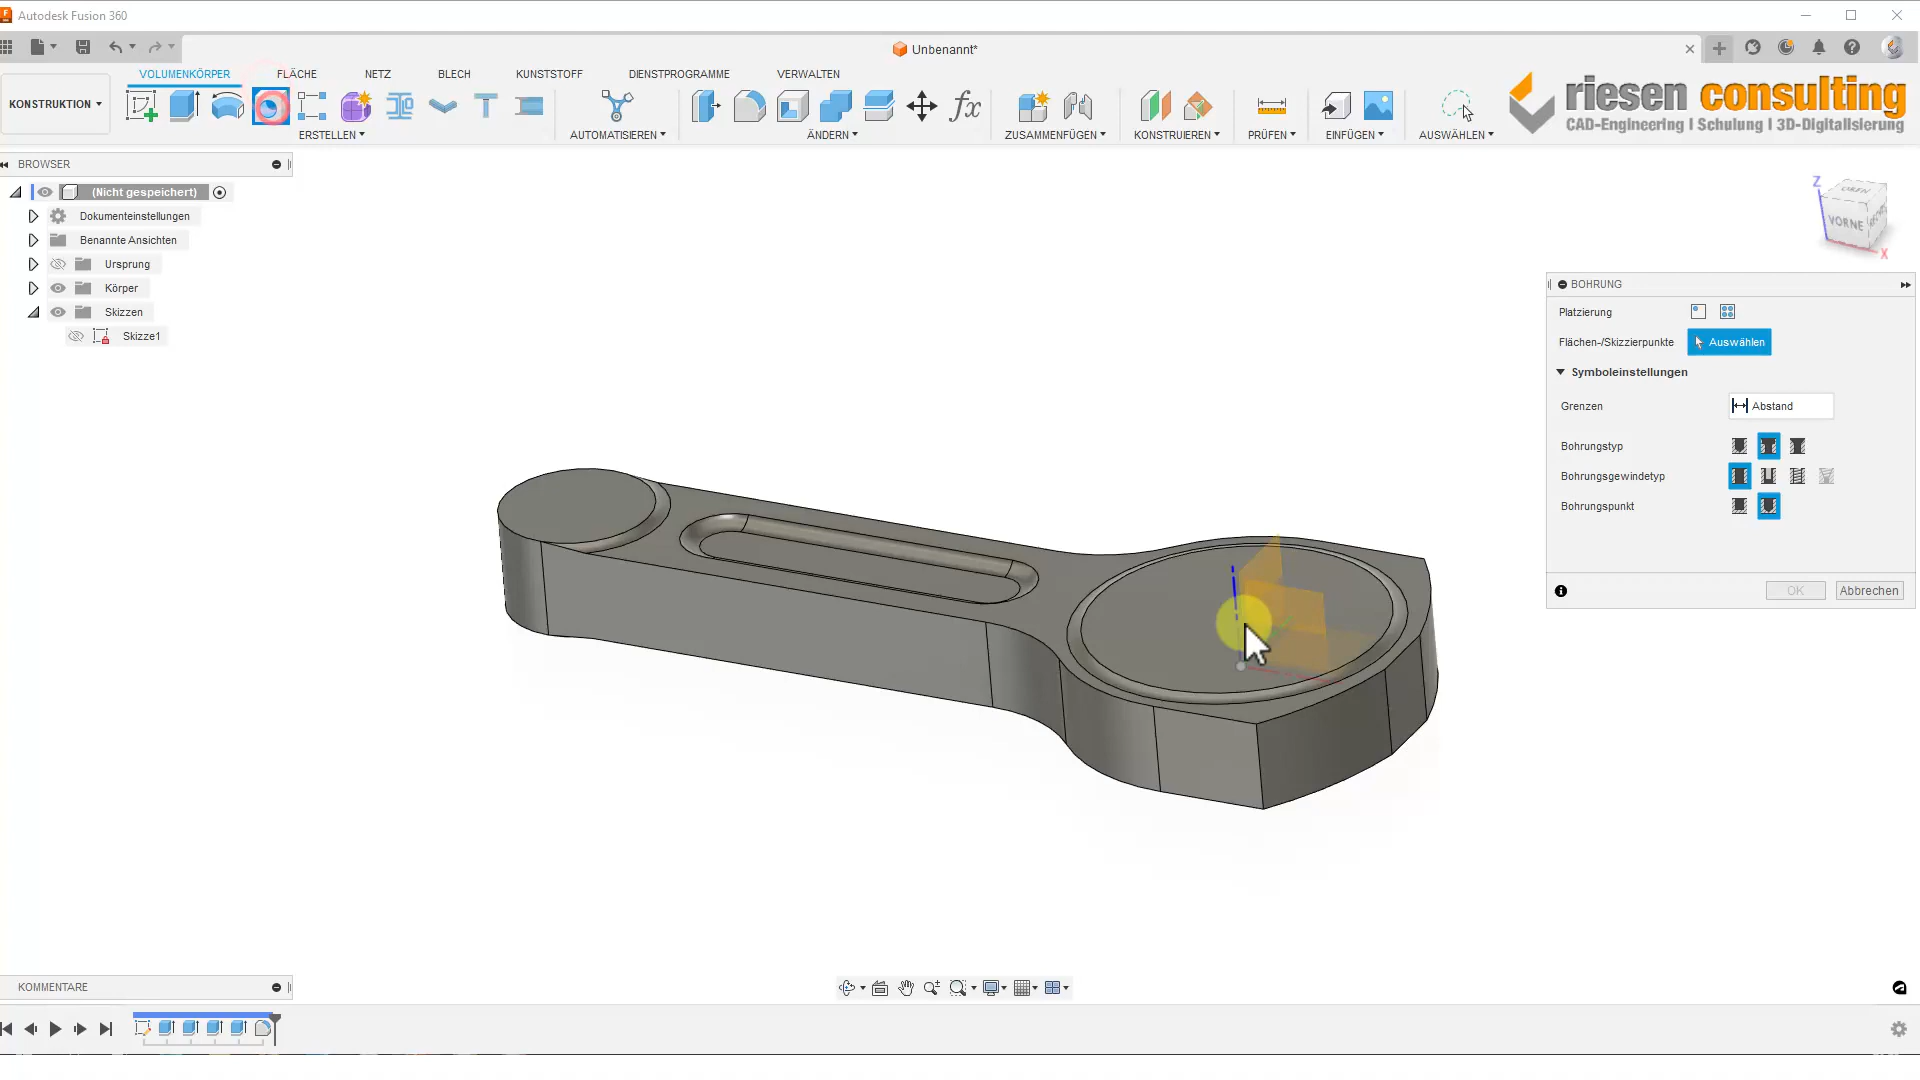 Autodesk Fusion 360
Unbenannt*
VOLUMENKÖRPER FLÄCHE NETZ BLECH KUNSTSTOFF DIENSTPROGRAMME VERWALTEN
KONSTRUKTION
ERSTELLEN AUTOMATISIEREN ÄNDERN ZUSAMMENFÜGEN KONSTRUIEREN PRÜFEN EINFÜGEN AUSWÄHLEN
riesen consulting
CAD-Engineering I Schulung I 3D-Digitalisierung
BROWSER
(Nicht gespeichert)
Dokumenteinstellungen
Benannte Ansichten
Ursprung
Körper
Skizzen
Skizze1
Z
OBEN
VORNE
X
BOHRUNG
Platzierung
Flächen-/Skizzierpunkte Auswählen
Symboleinstellungen
Grenzen Abstand
Bohrungstyp
Bohrungsgewindetyp
Bohrungspunkt
OK Abbrechen
KOMMENTARE